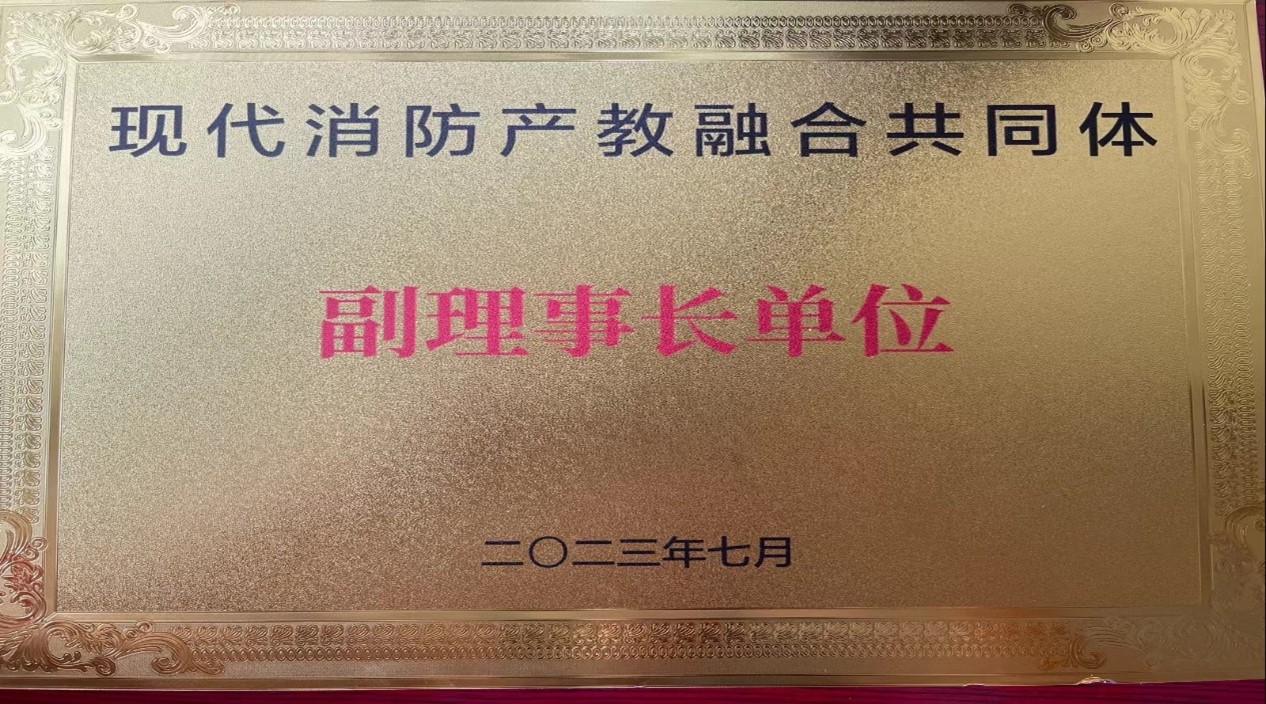 现代消防产教融合共同体
副理事长单位
二〇二三年七月